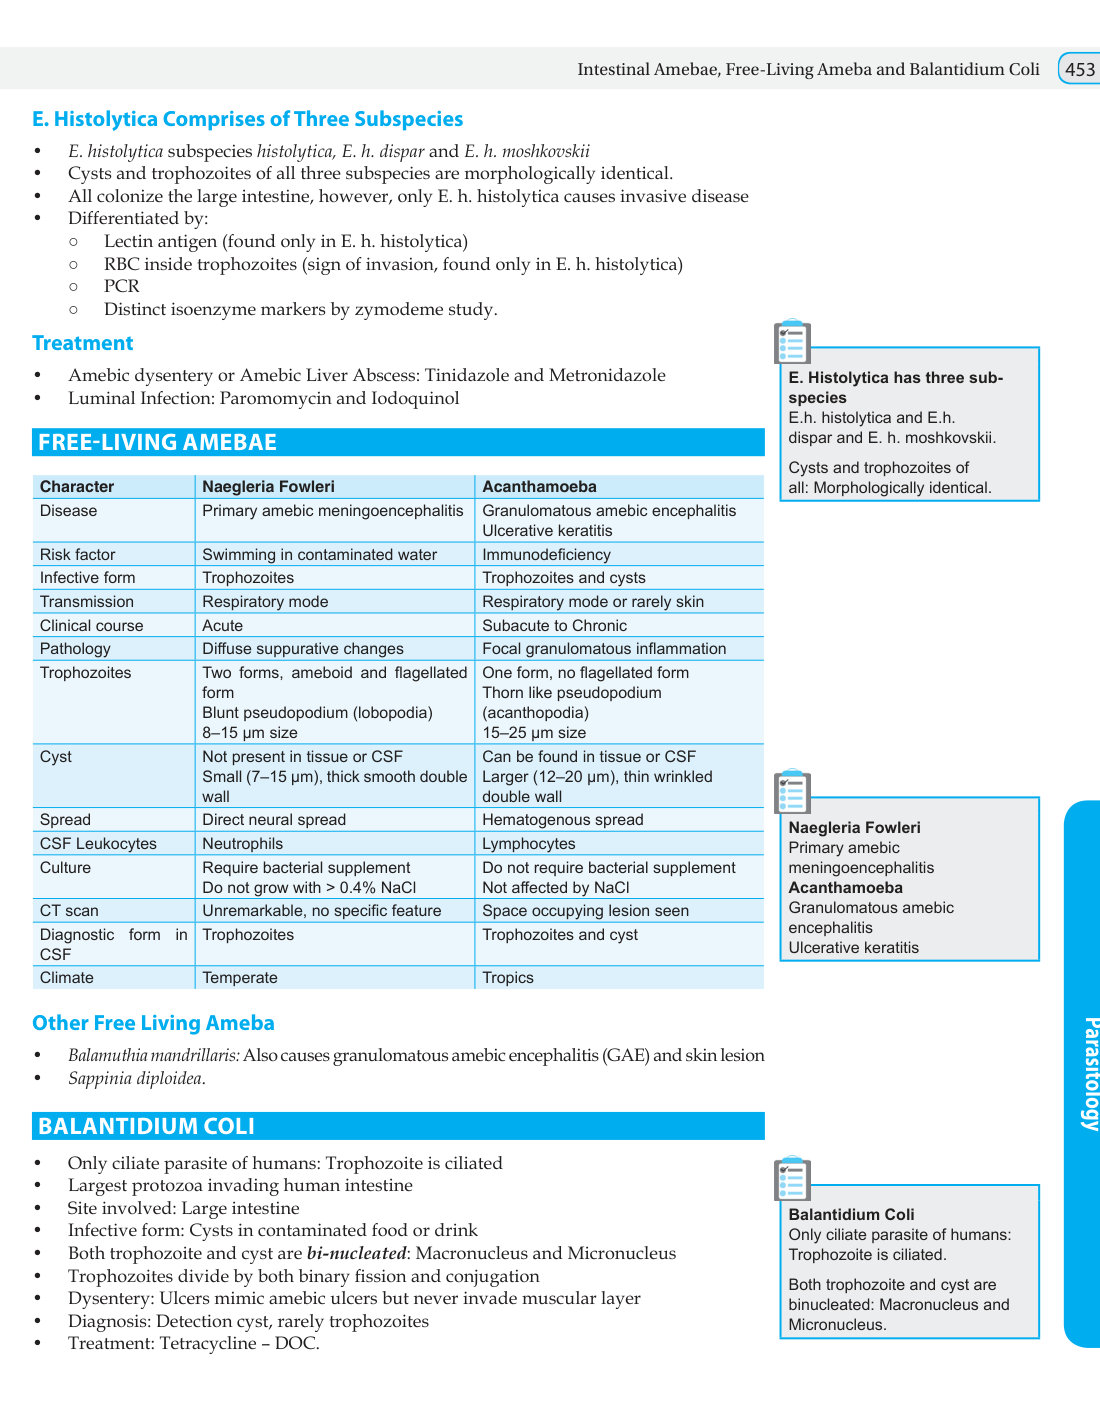 Intestinal Amebae, Free-Living Ameba and Balantidium Coli 453
E. Histolytica Comprises of Three Subspecies
• E. histolytica subspecies histolytica, E. h. dispar and E. h. moshkovskii
• Cysts and trophozoites of all three subspecies are morphologically identical.
• All colonize the large intestine, however, only E. h. histolytica causes invasive disease
• Differentiated by:
○ Lectin antigen (found only in E. h. histolytica)
○ RBC inside trophozoites (sign of invasion, found only in E. h. histolytica)
○ PCR
○ Distinct isoenzyme markers by zymodeme study.
Treatment
• Amebic dysentery or Amebic Liver Abscess: Tinidazole and Metronidazole
• Luminal Infection: Paromomycin and Iodoquinol
E. Histolytica has three sub-
species
E.h. histolytica and E.h.
dispar and E. h. moshkovskii.
Cysts and trophozoites of
all: Morphologically identical.
FREE-LIVING AMEBAE
Character Naegleria Fowleri Acanthamoeba
Disease Primary amebic meningoencephalitis Granulomatous amebic encephalitis
Ulcerative keratitis
Risk factor Swimming in contaminated water Immunodeficiency
Infective form Trophozoites Trophozoites and cysts
Transmission Respiratory mode Respiratory mode or rarely skin
Clinical course Acute Subacute to Chronic
Pathology Diffuse suppurative changes Focal granulomatous inflammation
Trophozoites Two forms, ameboid and flagellated One form, no flagellated form
form Thorn like pseudopodium
Blunt pseudopodium (lobopodia) (acanthopodia)
8–15 μm size 15–25 μm size
Cyst Not present in tissue or CSF Can be found in tissue or CSF
Small (7–15 μm), thick smooth double Larger (12–20 μm), thin wrinkled
wall double wall
Spread Direct neural spread Hematogenous spread
CSF Leukocytes Neutrophils Lymphocytes
Culture Require bacterial supplement Do not require bacterial supplement
Do not grow with > 0.4% NaCl Not affected by NaCl
CT scan Unremarkable, no specific feature Space occupying lesion seen
Diagnostic form in Trophozoites Trophozoites and cyst
CSF
Climate Temperate Tropics
Naegleria Fowleri
Primary amebic
meningoencephalitis
Acanthamoeba
Granulomatous amebic
encephalitis
Ulcerative keratitis
Other Free Living Ameba
• Balamuthia mandrillaris: Also causes granulomatous amebic encephalitis (GAE) and skin lesion
• Sappinia diploidea.
Parasitology
BALANTIDIUM COLI
• Only ciliate parasite of humans: Trophozoite is ciliated
• Largest protozoa invading human intestine
• Site involved: Large intestine
• Infective form: Cysts in contaminated food or drink
• Both trophozoite and cyst are bi-nucleated: Macronucleus and Micronucleus
• Trophozoites divide by both binary fission and conjugation
• Dysentery: Ulcers mimic amebic ulcers but never invade muscular layer
• Diagnosis: Detection cyst, rarely trophozoites
• Treatment: Tetracycline – DOC.
Balantidium Coli
Only ciliate parasite of humans:
Trophozoite is ciliated.
Both trophozoite and cyst are
binucleated: Macronucleus and
Micronucleus.